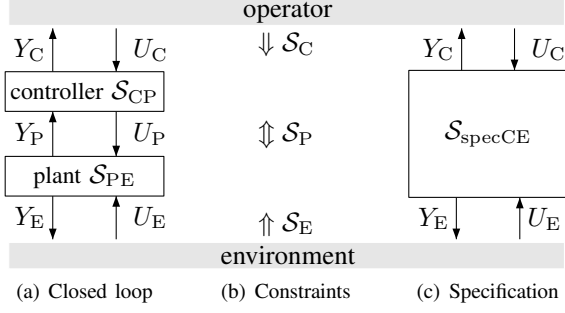 operator
Y_C U_C ⇓ S_C Y_C U_C
controller S_CP
Y_P U_P ⇕ S_P S_specCE
plant S_PE
Y_E U_E ⇑ S_E Y_E U_E
environment
(a) Closed loop (b) Constraints (c) Specification